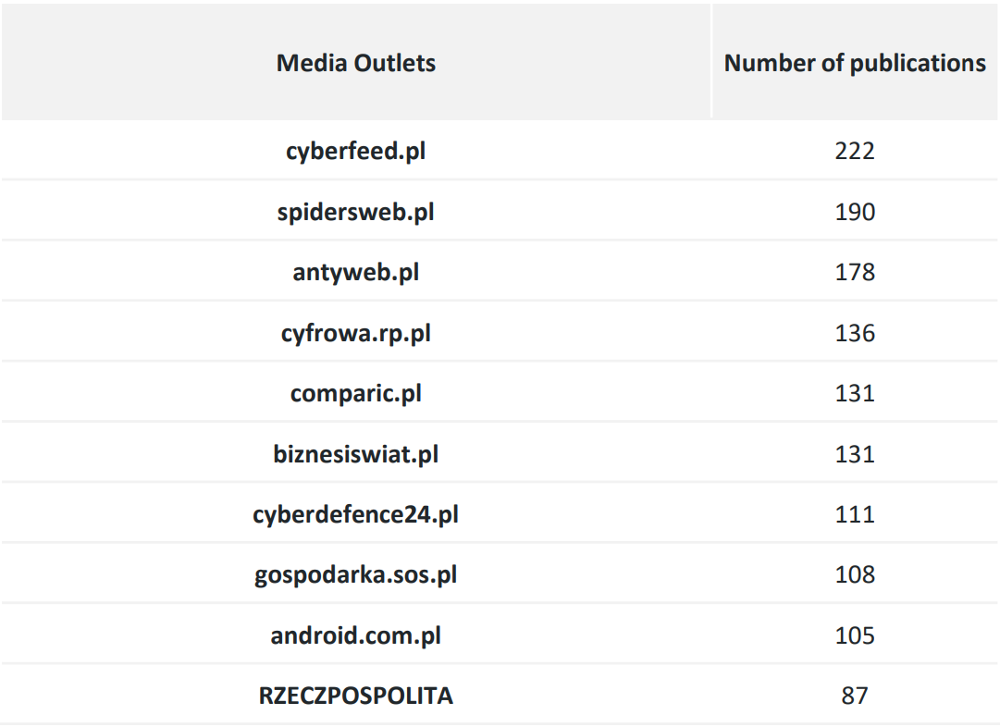 Media Outlets Number of publications
cyberfeed.pl 222
spidersweb.pl 190
antyweb.pl 178
cyfrowa.rp.pl 136
comparic.pl 131
biznesiswiat.pl 131
cyberdefence24.pl 111
gospodarka.sos.pl 108
android.com.pl 105
RZECZPOSPOLITA 87